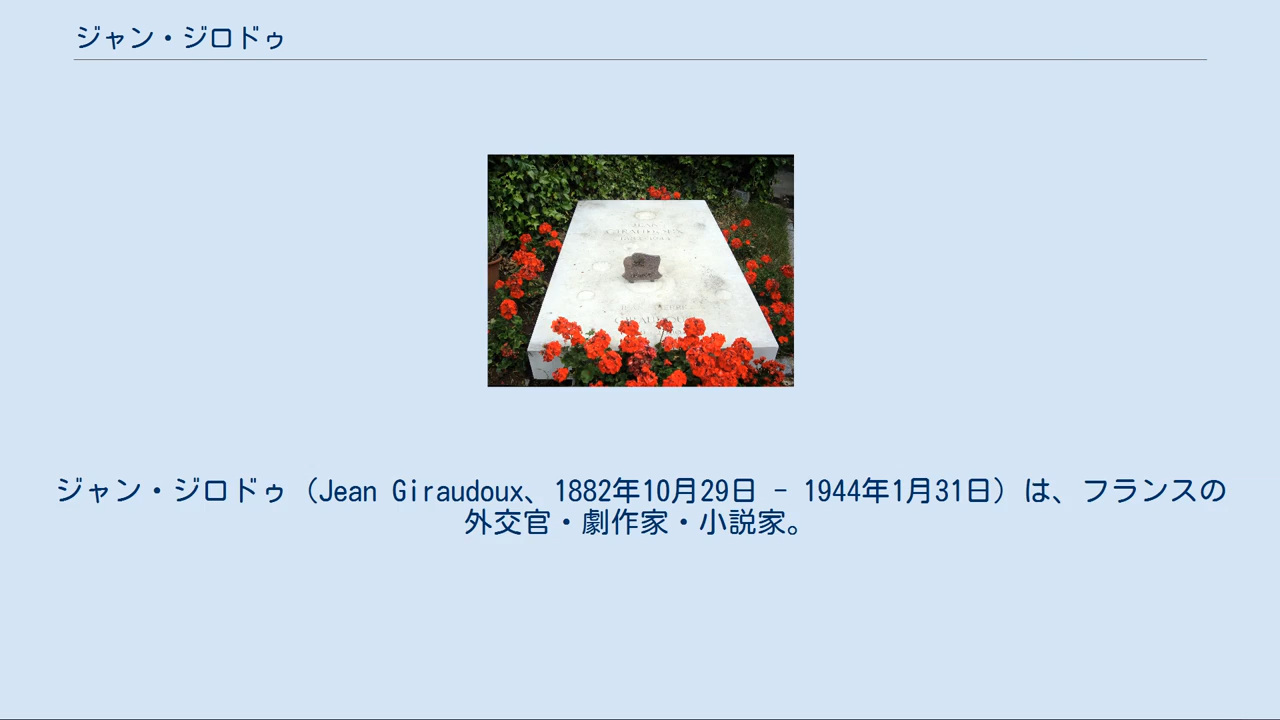 ジャン・ジロドゥ
GIRAUDOUX
ジャン・ジロドゥ（Jean Giraudoux、1882年10月29日 - 1944年1月31日）は、フランスの
外交官・劇作家・小説家。